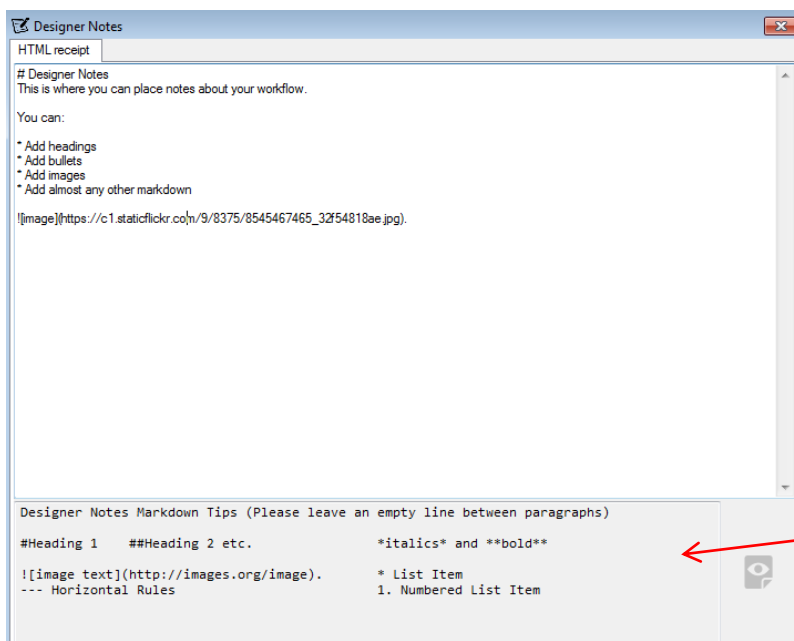 Designer Notes
HTML receipt
# Designer Notes
This is where you can place notes about your workflow.
You can:
* Add headings
* Add bullets
* Add images
* Add almost any other markdown
![image](https://c1.staticflickr.com/9/8375/8545467465_32f54818ae.jpg).
Designer Notes Markdown Tips (Please leave an empty line between paragraphs)
#Heading 1 ##Heading 2 etc. *italics* and **bold**
![image text](http://images.org/image). * List Item
--- Horizontal Rules 1. Numbered List Item